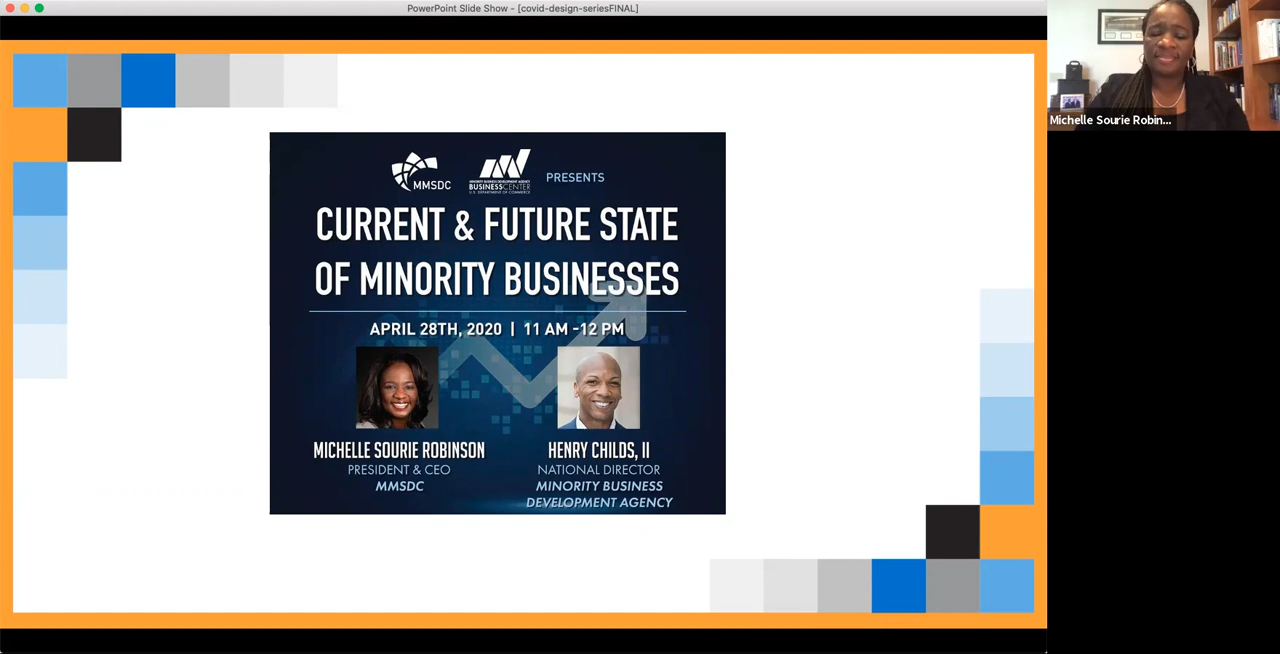 PowerPoint Slide Show - [covid-design-seriesFINAL]
Michelle Sourie Robin...
MMSDC
MINORITY BUSINESS DEVELOPMENT AGENCY
BUSINESSCENTER
U.S. DEPARTMENT OF COMMERCE
PRESENTS
CURRENT & FUTURE STATE
OF MINORITY BUSINESSES
APRIL 28TH, 2020 | 11 AM -12 PM
MICHELLE SOURIE ROBINSON
PRESIDENT & CEO
MMSDC
HENRY CHILDS, II
NATIONAL DIRECTOR
MINORITY BUSINESS
DEVELOPMENT AGENCY